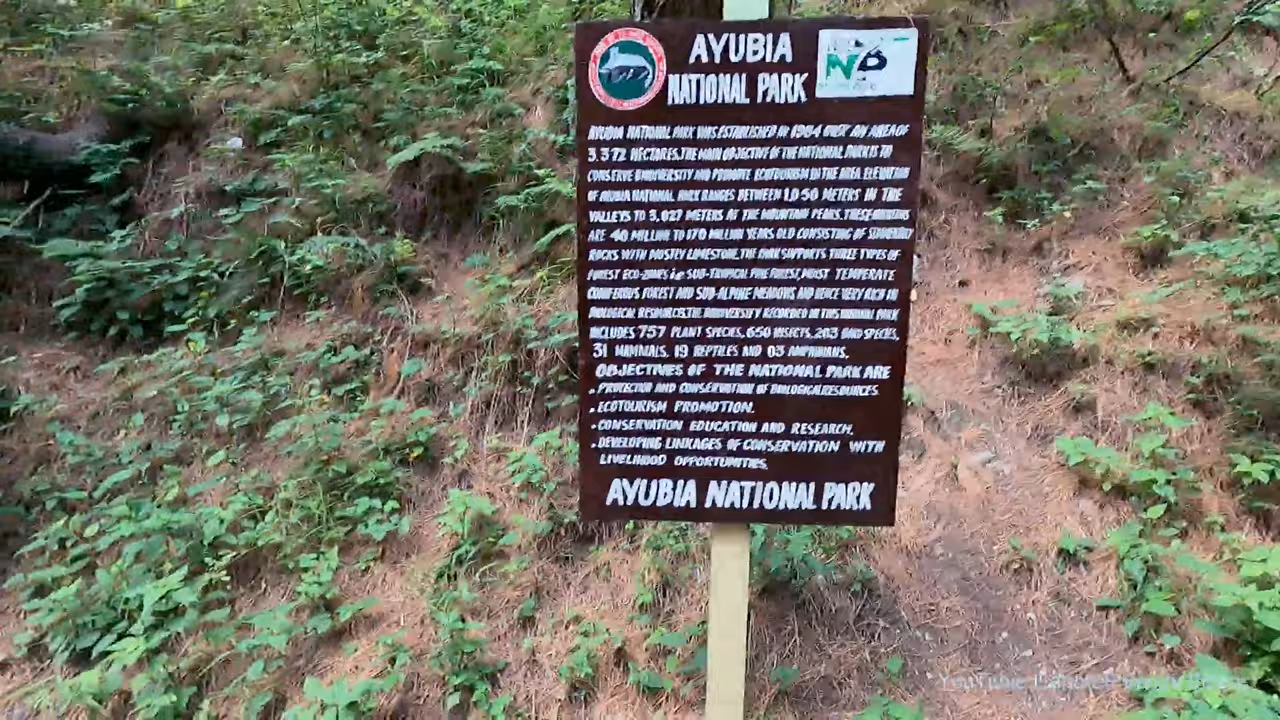 AYUBIA
NATIONAL PARK
AYUBIA NATIONAL PARK WAS ESTABLISHED IN 1984 OVER AN AREA OF
3,372 HECTARES, THE MAIN OBJECTIVE OF THE NATIONAL PARK IS TO
CONSERVE BIODIVERSITY AND PROMOTE ECOTOURISM IN THE AREA. ELEVATION
OF AYUBIA NATIONAL PARK RANGES BETWEEN 1,050 METERS IN THE
VALLEYS TO 3,027 METERS AT THE MOUNTAIN PEAKS, THESE MOUNTAINS
ARE 40 MILLION TO 170 MILLION YEARS OLD CONSISTING OF SEDIMENTRY
ROCKS WITH MOSTLY LIMESTONE, THE PARK SUPPORTS THREE TYPES OF
FOREST ECO-ZONES i.e SUB-TROPICAL PINE FOREST, MOIST TEMPERATE
CONIFEROUS FOREST AND SUB-ALPINE MEADOWS AND HENCE VERY RICH IN
BIOLOGICAL RESOURCES. THE BIODIVERSITY RECORDED IN THIS NATIONAL PARK
INCLUDES 757 PLANT SPECIES, 650 INSECTS, 203 BIRD SPECIES,
31 MAMMALS, 19 REPTILES AND 03 AMPHIBIANS.
OBJECTIVES OF THE NATIONAL PARK ARE
• PROTECTION AND CONSERVATION OF BIOLOGICAL RESOURCES.
• ECOTOURISM PROMOTION.
• CONSERVATION EDUCATION AND RESEARCH.
• DEVELOPING LINKAGES OF CONSERVATION WITH
LIVELIHOOD OPPORTUNITIES.
AYUBIA NATIONAL PARK
YouTube